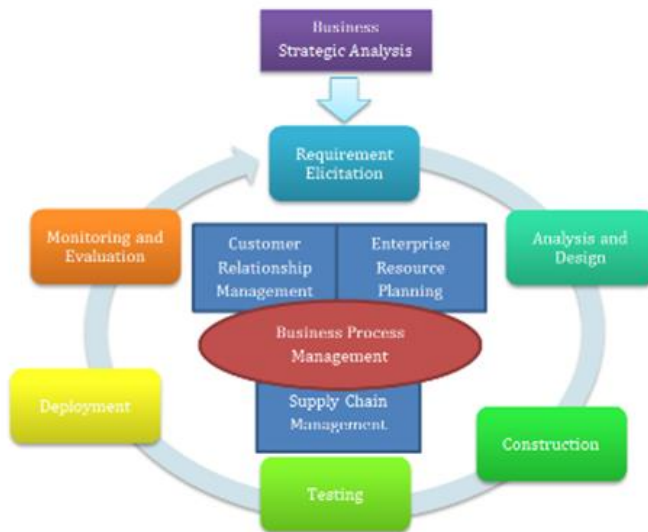 Business
Strategic Analysis
Requirement
Elicitation
Monitoring and
Evaluation
Customer
Relationship
Management
Enterprise
Resource
Planning
Analysis and
Design
Business Process
Management
Deployment
Supply Chain
Management
Construction
Testing